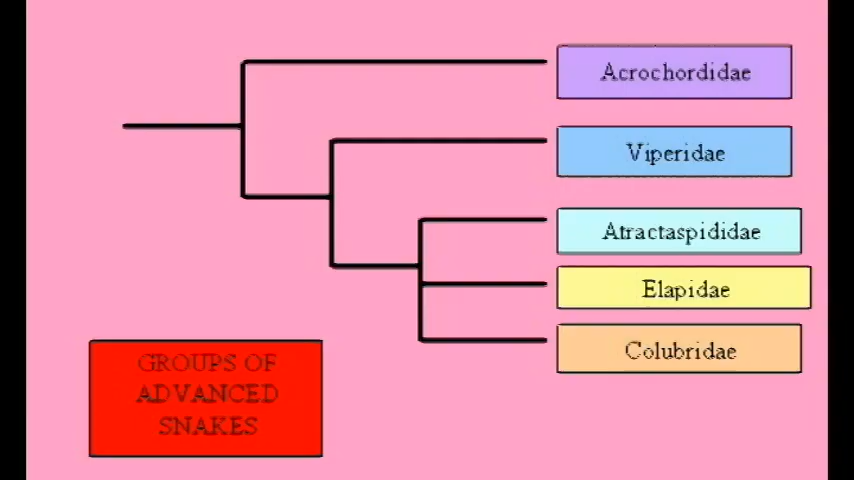 Acrochordidae
Viperidae
Atractaspididae
Elapidae
Colubridae
GROUPS OF
ADVANCED
SNAKES